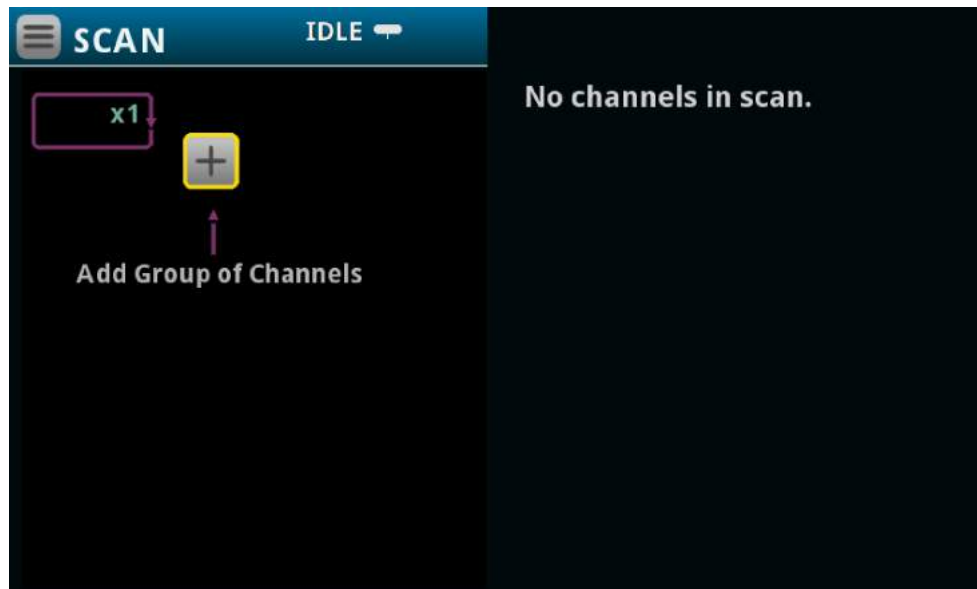 SCAN
IDLE
x1
Add Group of Channels
No channels in scan.